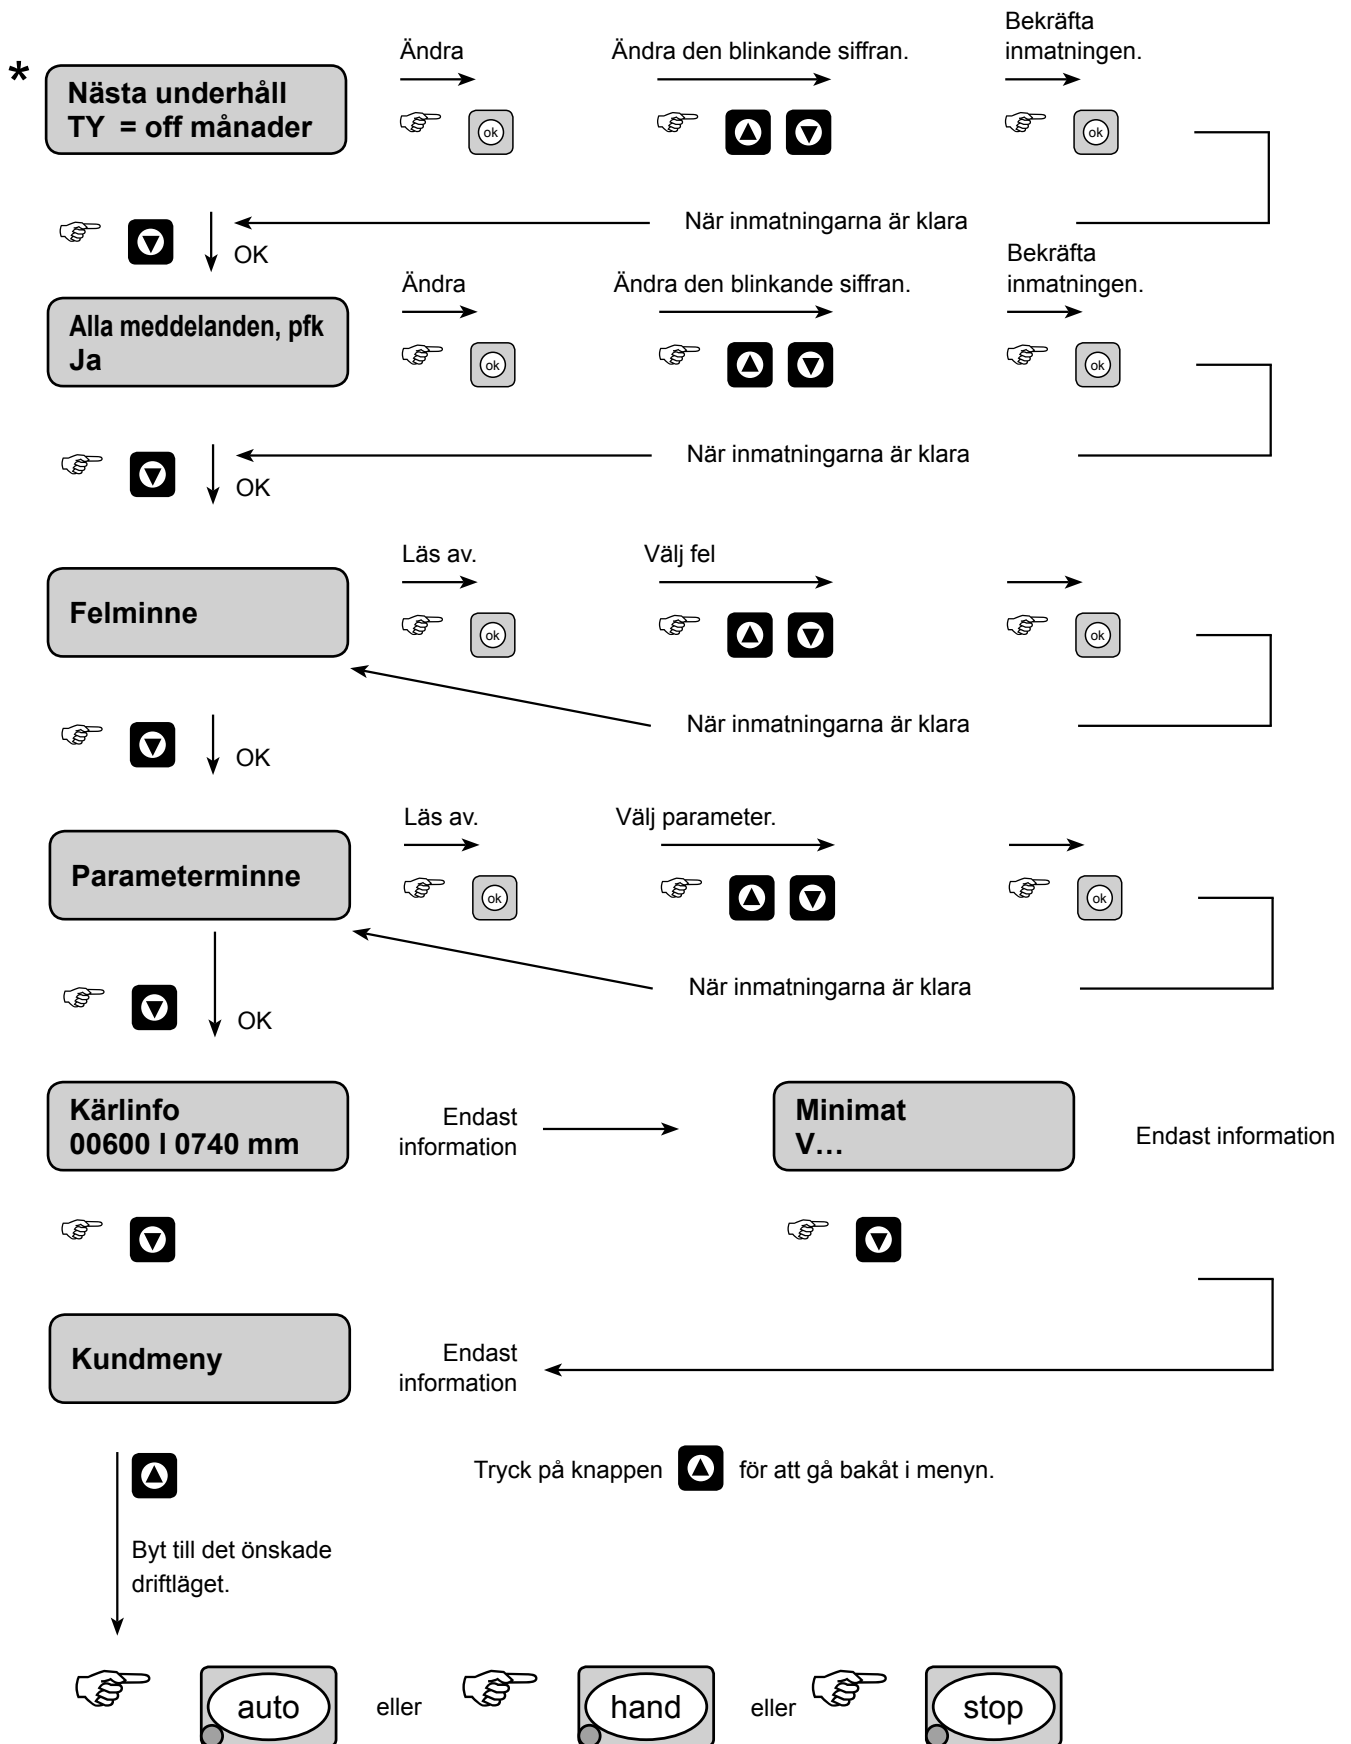 *
Nästa underhåll
TY = off månader
Ändra
ok
Ändra den blinkande siffran.
Bekräfta
inmatningen.
ok
När inmatningarna är klara
OK
Alla meddelanden, pfk
Ja
Ändra
ok
Ändra den blinkande siffran.
Bekräfta
inmatningen.
ok
När inmatningarna är klara
OK
Felminne
Läs av.
ok
Välj fel
ok
När inmatningarna är klara
OK
Parameterminne
Läs av.
ok
Välj parameter.
ok
När inmatningarna är klara
OK
Kärlinfo
00600 l 0740 mm
Endast
information
Minimat
V…
Endast information
Kundmeny
Endast
information
Tryck på knappen för att gå bakåt i menyn.
Byt till det önskade
driftläget.
auto
eller
hand
eller
stop